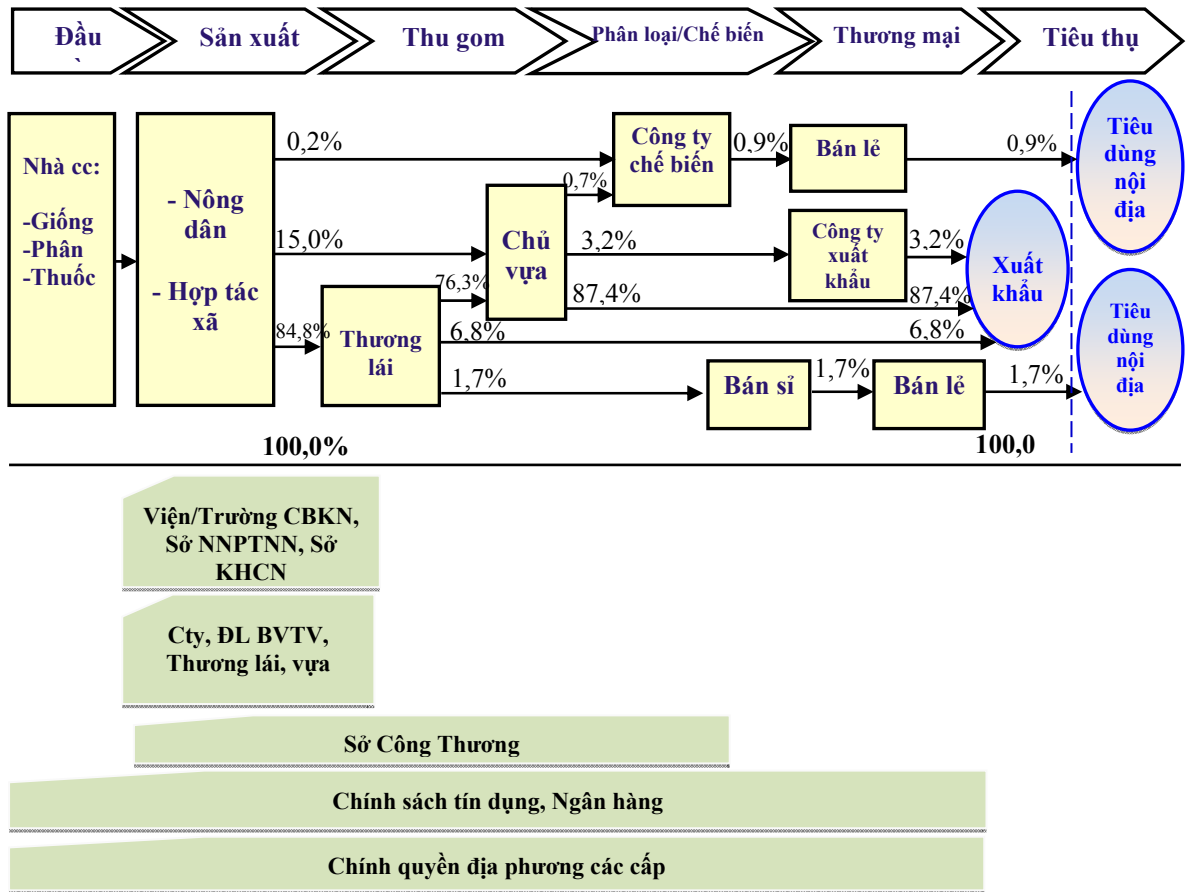 Đầu
Sản xuất
Thu gom
Phân loại/Chế biến
Thương mại
Tiêu thụ
Nhà cc:
-Giống
-Phân
-Thuốc
- Nông
dân
- Hợp tác
xã
0,2%
15,0%
84,8%
Thương
lái
76,3%
6,8%
1,7%
Chủ
vựa
0,7%
3,2%
87,4%
Công ty
chế biến
0,9%
Bán lẻ
0,9%
Công ty
xuất
khẩu
3,2%
87,4%
6,8%
Bán sỉ
1,7%
Bán lẻ
1,7%
Tiêu
dùng
nội
địa
Xuất
khẩu
Tiêu
dùng
nội
địa
100,0%
100,0
Viện/Trường CBKN,
Sở NNPTNN, Sở
KHCN
Cty, ĐL BVTV,
Thương lái, vựa
Sở Công Thương
Chính sách tín dụng, Ngân hàng
Chính quyền địa phương các cấp